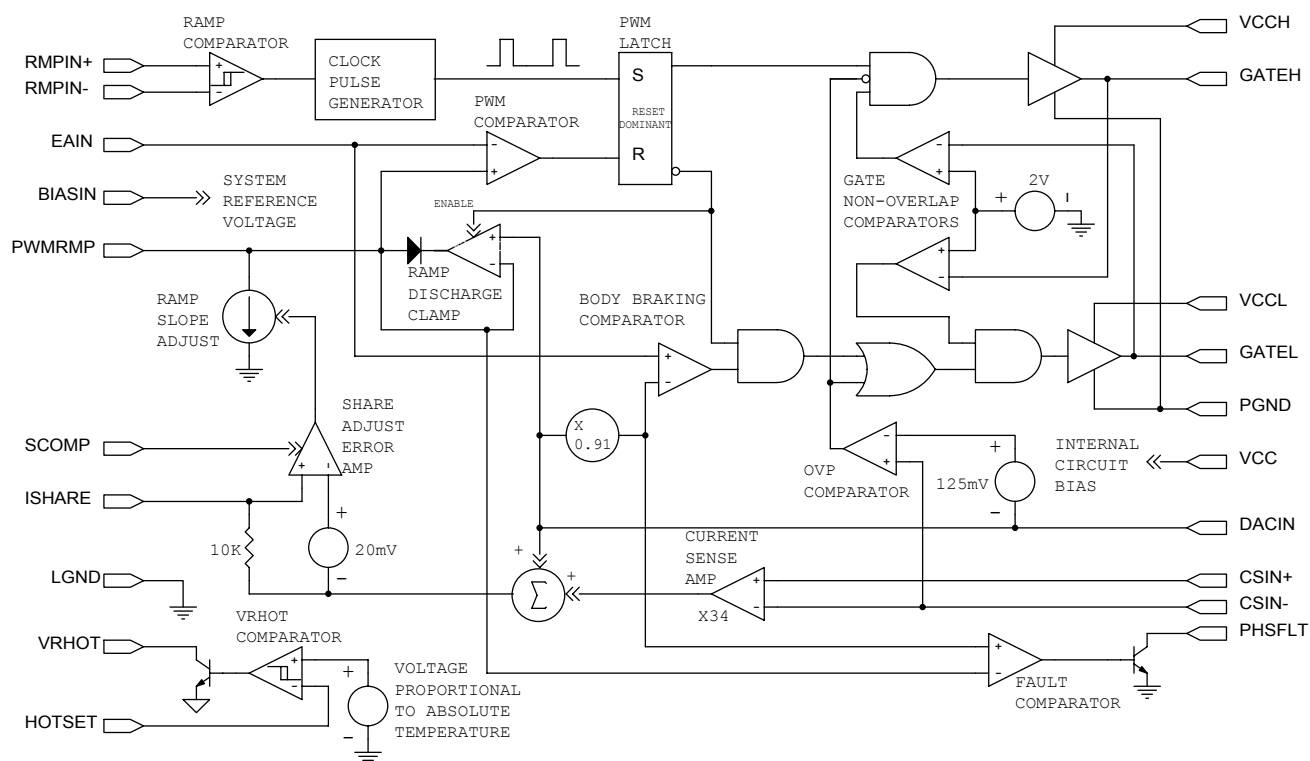 RAMP
COMPARATOR
RMPIN+
RMPIN-
+
-
CLOCK
PULSE
GENERATOR
PWM
LATCH
S
RESET
DOMINANT
R
PWM
COMPARATOR
-
+
VCCH
GATEH
EAIN
BIASIN
SYSTEM
REFERENCE
VOLTAGE
PWMRMP
ENABLE
+
-
RAMP
DISCHARGE
CLAMP
-
+
GATE
NON-OVERLAP
COMPARATORS
+
2V
-
+
-
RAMP
SLOPE
ADJUST
BODY BRAKING
COMPARATOR
+
-
VCCL
GATEL
PGND
SHARE
ADJUST
ERROR
AMP
SCOMP
+
-
ISHARE
X
0.91
-
+
OVP
COMPARATOR
+
125mV
-
INTERNAL
CIRCUIT
BIAS
VCC
DACIN
10K
+
20mV
-
+
+
Σ
CURRENT
SENSE
AMP
X34
+
-
CSIN+
CSIN-
PHSFLT
LGND
VRHOT
COMPARATOR
VRHOT
+
-
+
-
VOLTAGE
PROPORTIONAL
TO ABSOLUTE
TEMPERATURE
HOTSET
+
-
FAULT
COMPARATOR